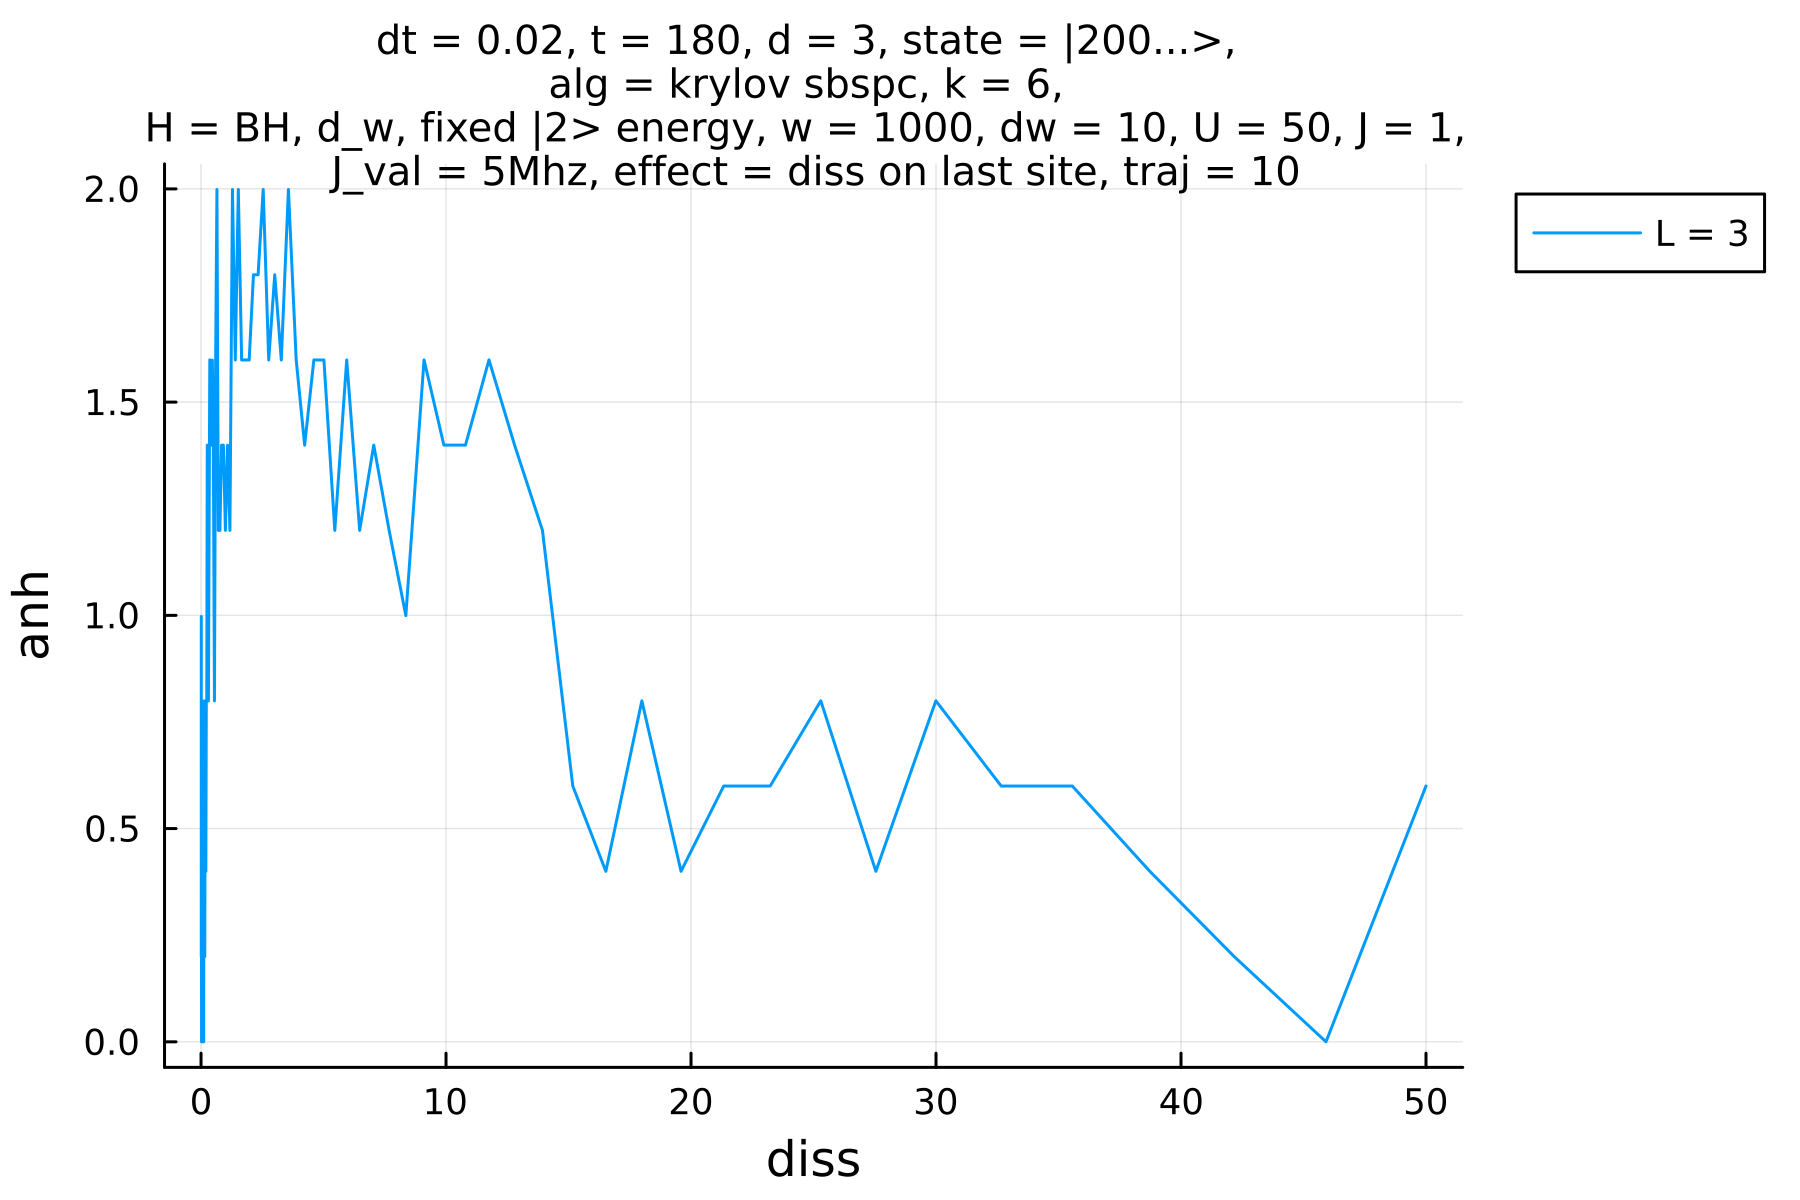 dt = 0.02, t = 180, d = 3, state = |200...>,
alg = krylov sbspc, k = 6,
H = BH, d_w, fixed |2> energy, w = 1000, dw = 10, U = 50, J = 1,
J_val = 5Mhz, effect = diss on last site, traj = 10
L = 3
2.0
1.5
1.0
0.5
0.0
anh
0 10 20 30 40 50
diss